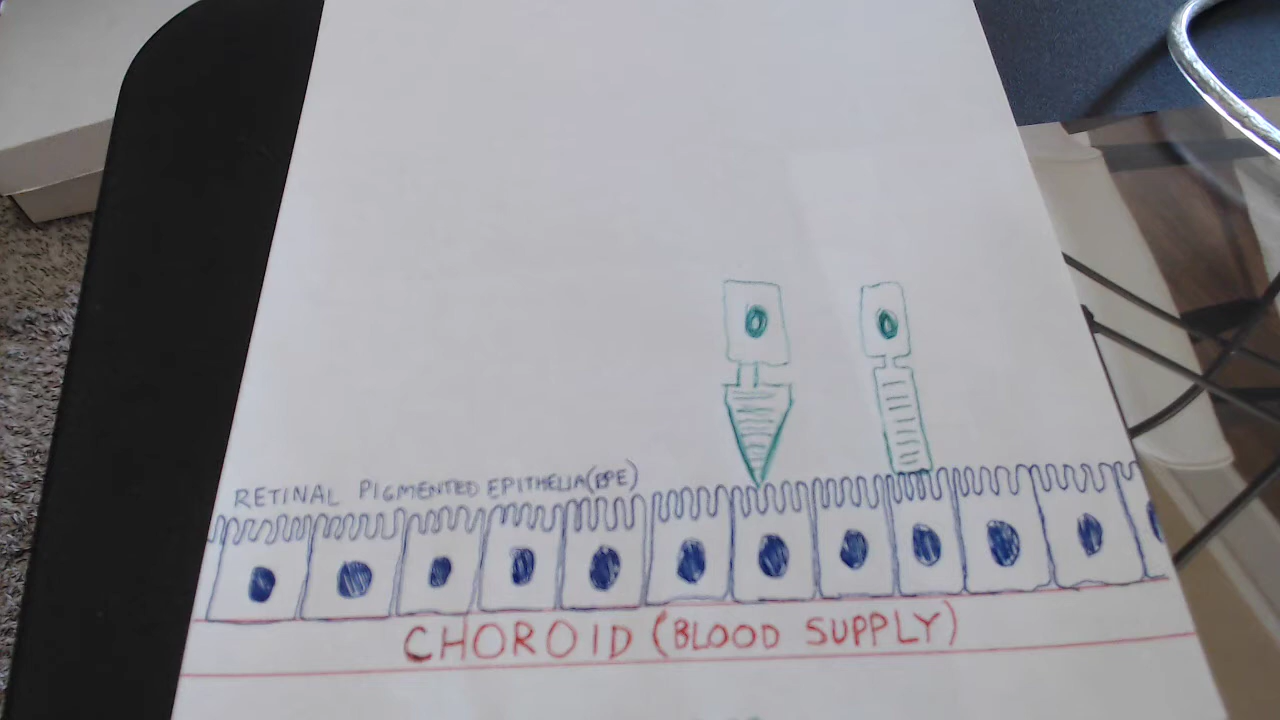 RETINAL PIGMENTED EPITHELIA (RPE)
CHOROID (BLOOD SUPPLY)